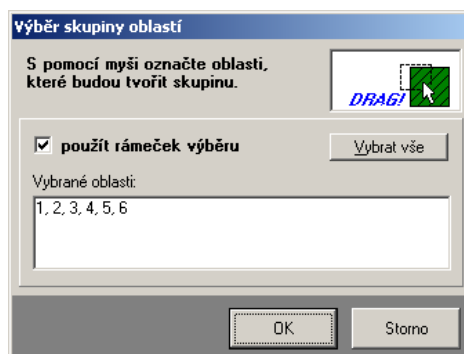 Výběr skupiny oblastí
S pomocí myši označte oblasti,
které budou tvořit skupinu.
DRAG!
použít rámeček výběru
Vybrat vše
Vybrané oblasti:
1, 2, 3, 4, 5, 6
OK
Storno